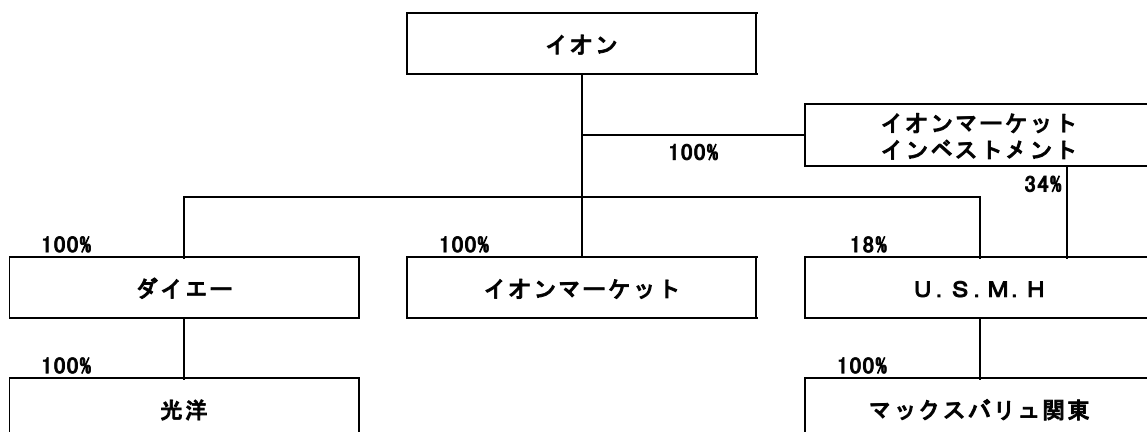 イオン
イオンマーケット
インベストメント
100%
34%
100%
100%
18%
ダイエー
イオンマーケット
U.S.M.H
100%
100%
光洋
マックスバリュ関東